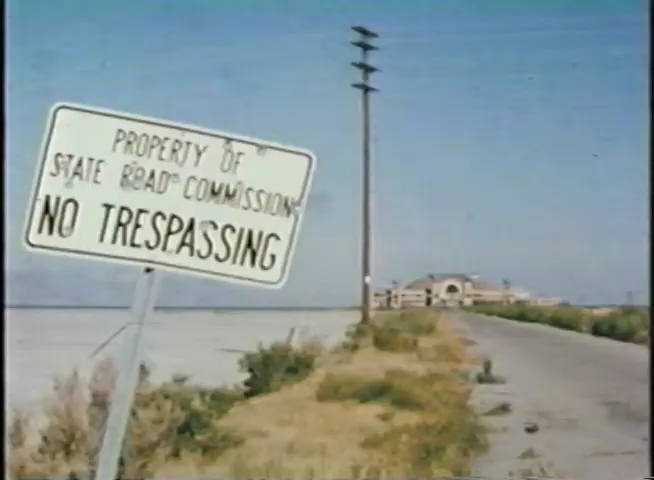 PROPERTY OF
STATE ROAD COMMISSION
NO TRESPASSING